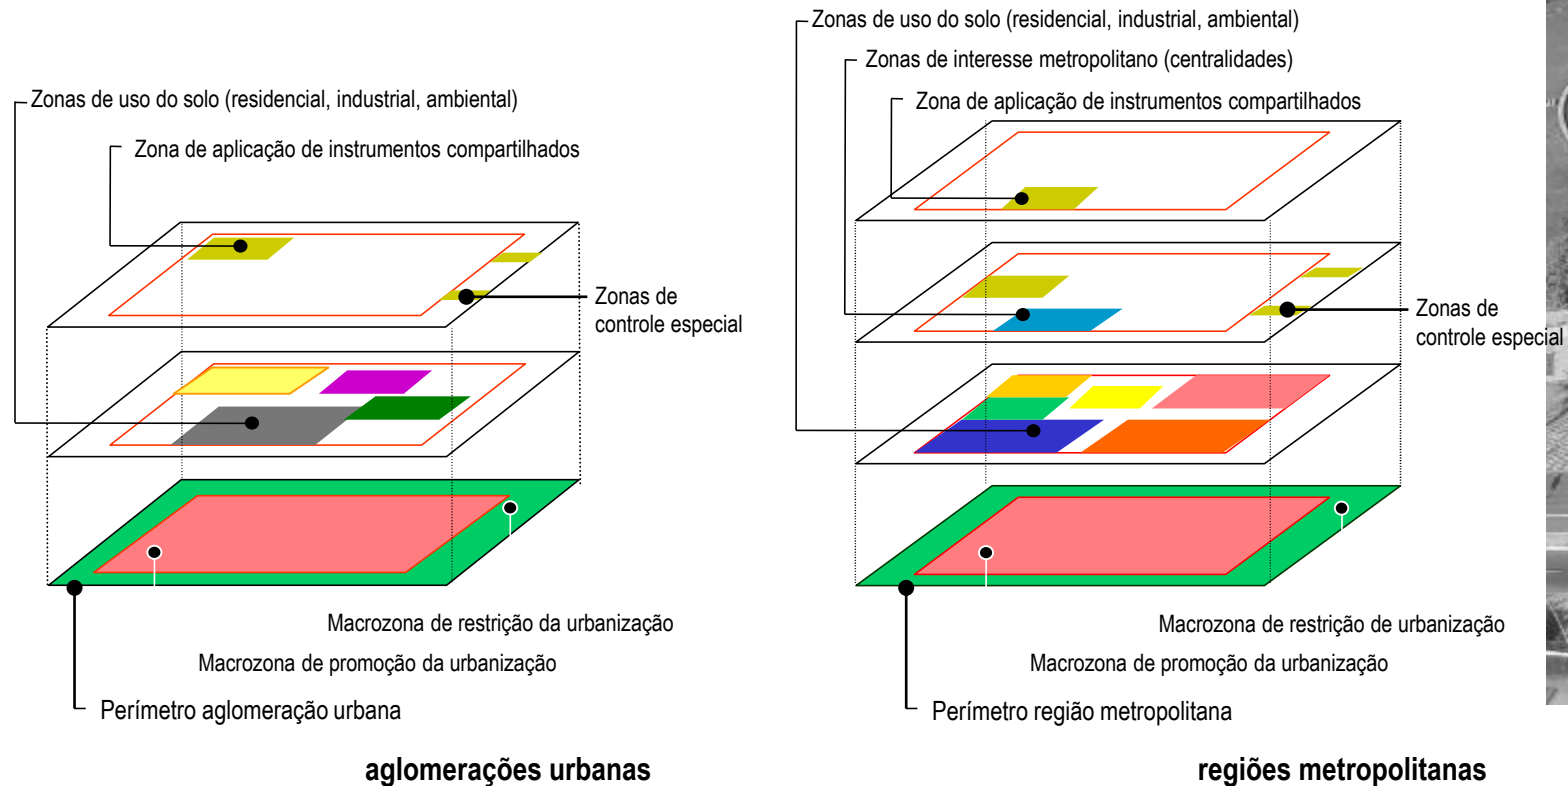 Zonas de uso do solo (residencial, industrial, ambiental)
Zona de aplicação de instrumentos compartilhados
Zonas de
controle especial
Macrozona de restrição da urbanização
Macrozona de promoção da urbanização
Perímetro aglomeração urbana
aglomerações urbanas
Zonas de uso do solo (residencial, industrial, ambiental)
Zonas de interesse metropolitano (centralidades)
Zona de aplicação de instrumentos compartilhados
Zonas de
controle especial
Macrozona de restrição de urbanização
Macrozona de promoção da urbanização
Perímetro região metropolitana
regiões metropolitanas